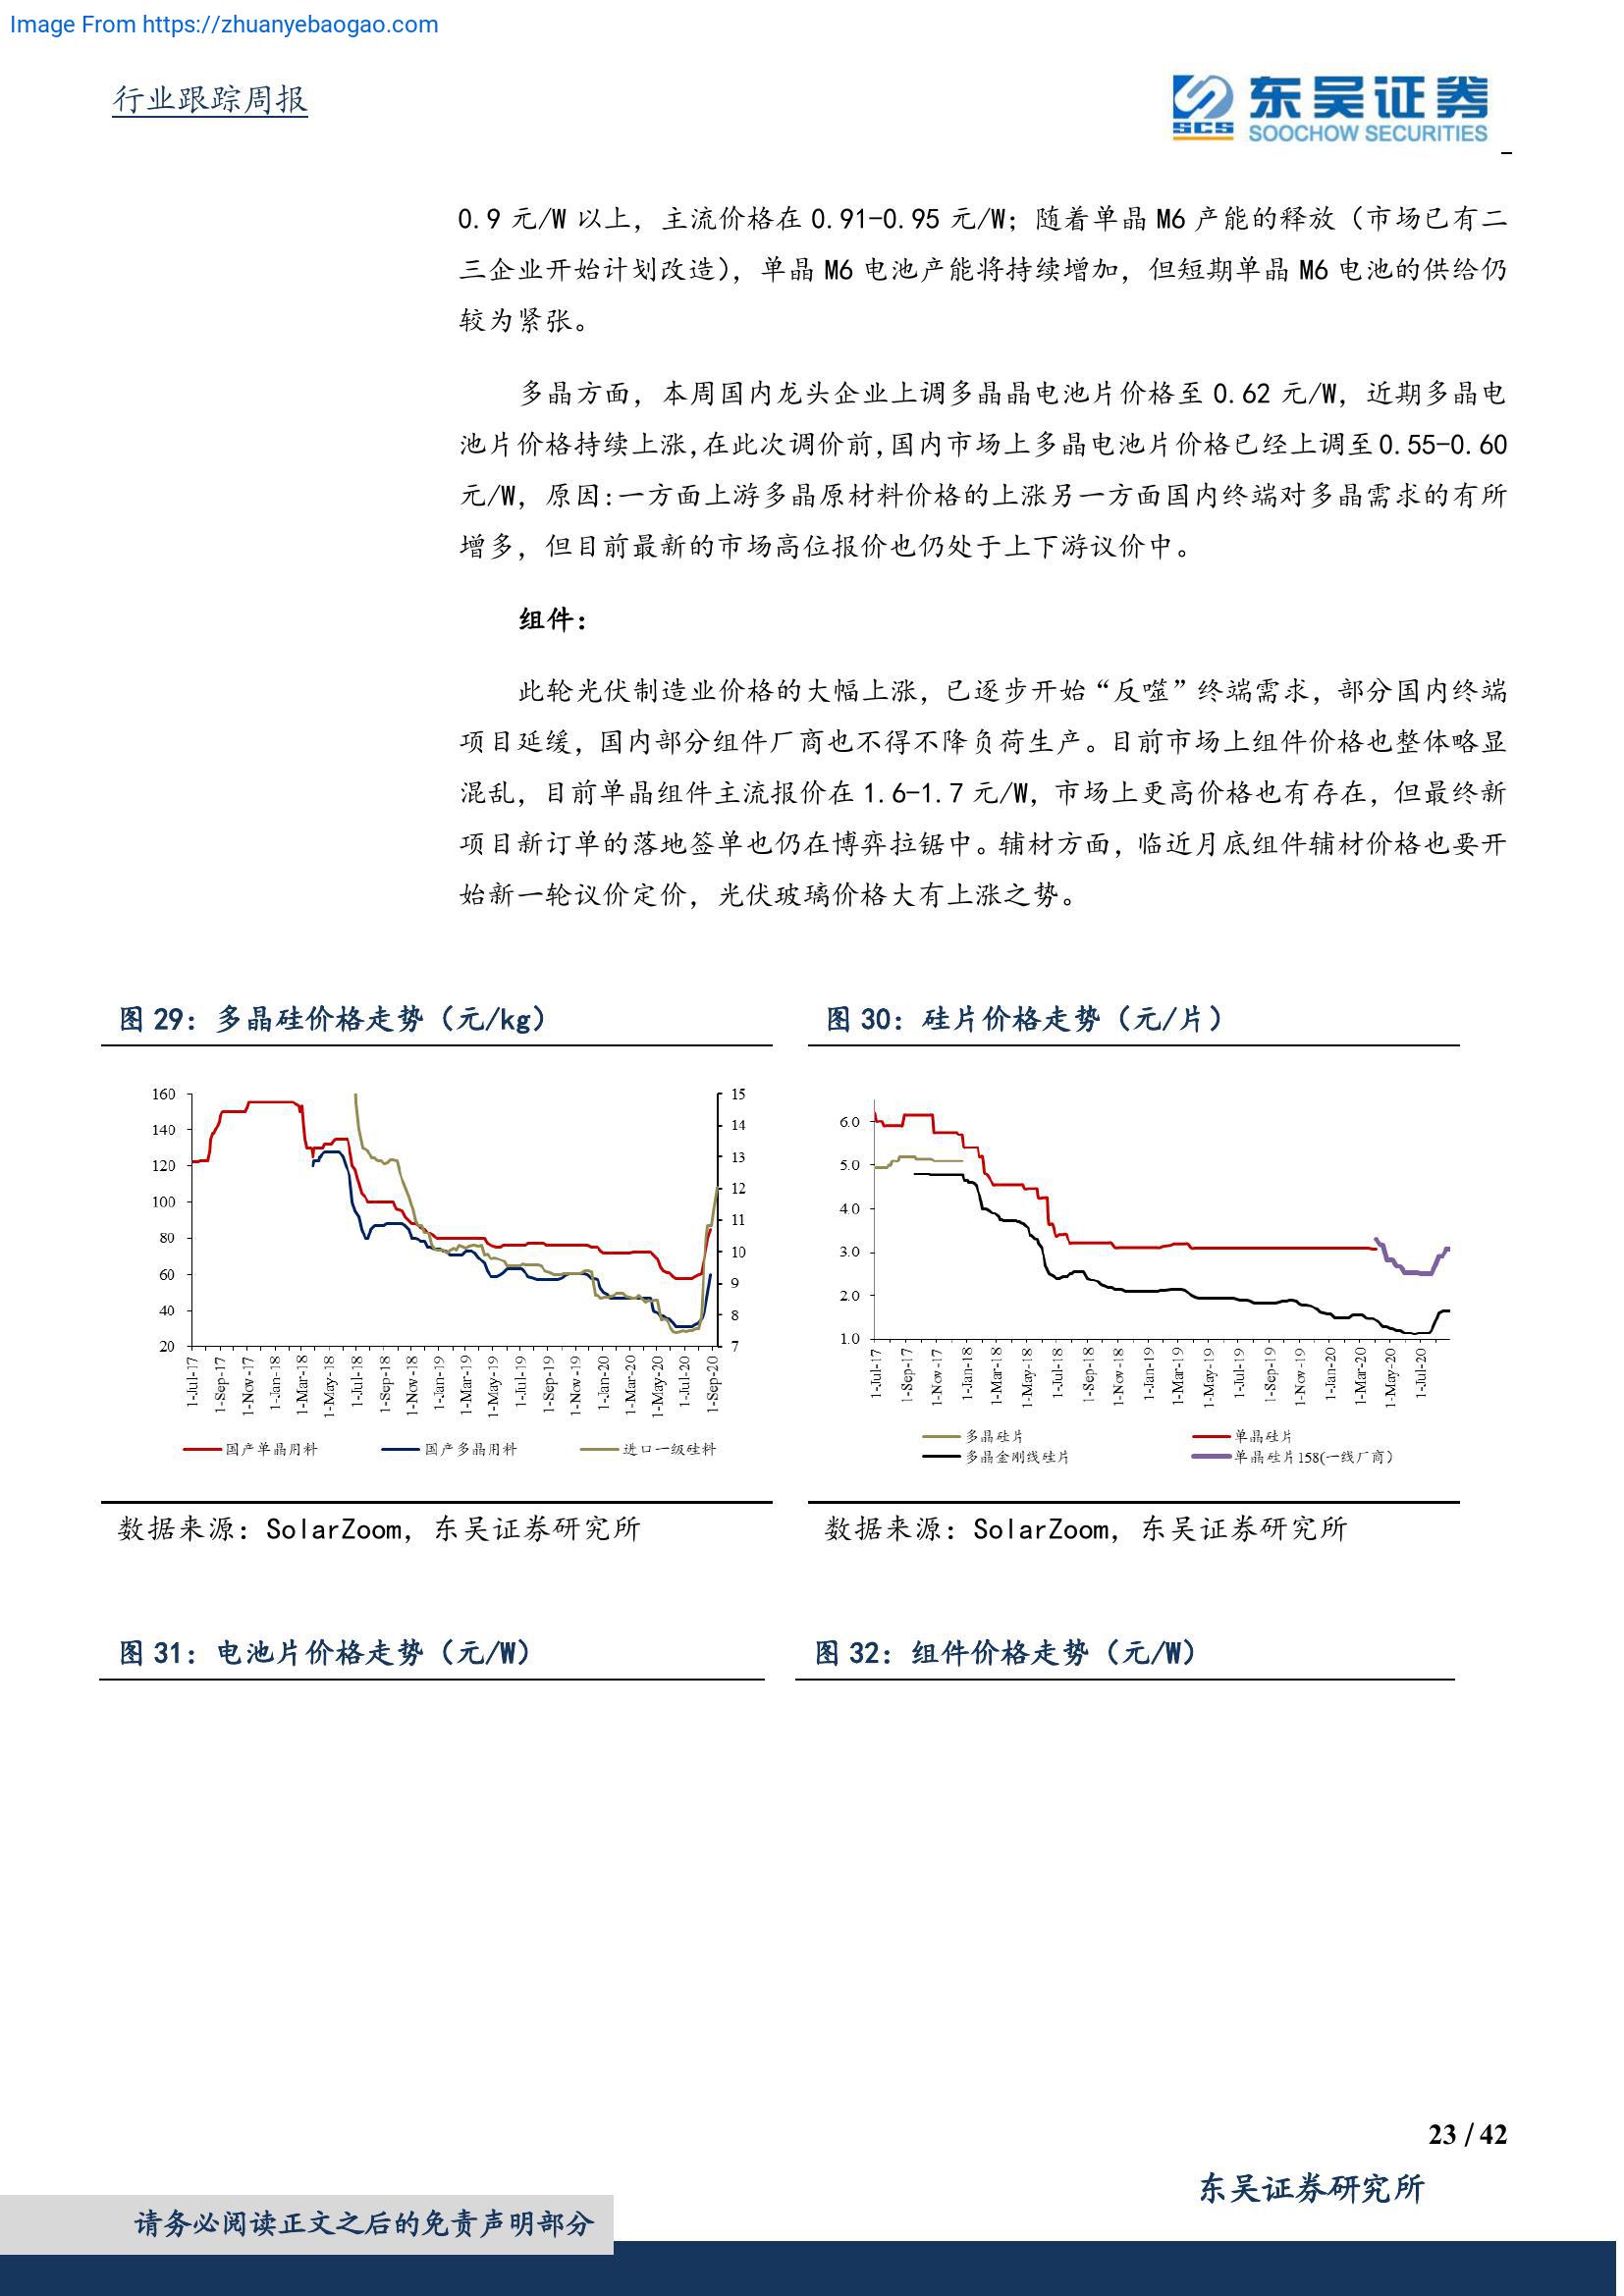 Image From https://zhuanyebaogao.com
行业跟踪周报
SCS 东吴证券
SOOCHOW SECURITIES
0.9 元/W 以上，主流价格在 0.91-0.95 元/W；随着单晶 M6 产能的释放（市场已有二
三企业开始计划改造），单晶 M6 电池产能将持续增加，但短期单晶 M6 电池的供给仍
较为紧张。
多晶方面，本周国内龙头企业上调多晶晶电池片价格至 0.62 元/W，近期多晶电
池片价格持续上涨,在此次调价前,国内市场上多晶电池片价格已经上调至 0.55-0.60
元/W，原因:一方面上游多晶原材料价格的上涨另一方面国内终端对多晶需求的有所
增多，但目前最新的市场高位报价也仍处于上下游议价中。
组件：
此轮光伏制造业价格的大幅上涨，已逐步开始“反噬”终端需求，部分国内终端
项目延缓，国内部分组件厂商也不得不降负荷生产。目前市场上组件价格也整体略显
混乱，目前单晶组件主流报价在 1.6-1.7 元/W，市场上更高价格也有存在，但最终新
项目新订单的落地签单也仍在博弈拉锯中。辅材方面，临近月底组件辅材价格也要开
始新一轮议价定价，光伏玻璃价格大有上涨之势。
图 29：多晶硅价格走势（元/kg）
160
140
120
100
80
60
40
20
15
14
13
12
11
10
9
8
7
1-Jul-17
1-Sep-17
1-Nov-17
1-Jan-18
1-Mar-18
1-May-18
1-Jul-18
1-Sep-18
1-Nov-18
1-Jan-19
1-Mar-19
1-May-19
1-Jul-19
1-Sep-19
1-Nov-19
1-Jan-20
1-Mar-20
1-May-20
1-Jul-20
1-Sep-20
国产单晶用料 国产多晶用料 进口一级硅料
数据来源：SolarZoom，东吴证券研究所
图 30：硅片价格走势（元/片）
6.0
5.0
4.0
3.0
2.0
1.0
1-Jul-17
1-Sep-17
1-Nov-17
1-Jan-18
1-Mar-18
1-May-18
1-Jul-18
1-Sep-18
1-Nov-18
1-Jan-19
1-Mar-19
1-May-19
1-Jul-19
1-Sep-19
1-Nov-19
1-Jan-20
1-Mar-20
1-May-20
1-Jul-20
多晶硅片 单晶硅片
多晶金刚线硅片 单晶硅片158(一线厂商）
数据来源：SolarZoom，东吴证券研究所
图 31：电池片价格走势（元/W）
图 32：组件价格走势（元/W）
23 / 42
东吴证券研究所
请务必阅读正文之后的免责声明部分